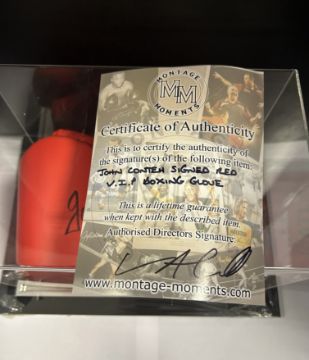 MONTAGE
MM
MOMENTS
Certificate of Authenticity
This is to certify the authenticity of
the signature(s) of the following item:
JOHN CONTEH SIGNED RED
V.I.P BOXING GLOVE
This is a lifetime guarantee
when kept with the described item.
Authorised Directors Signature:
www.montage-moments.com